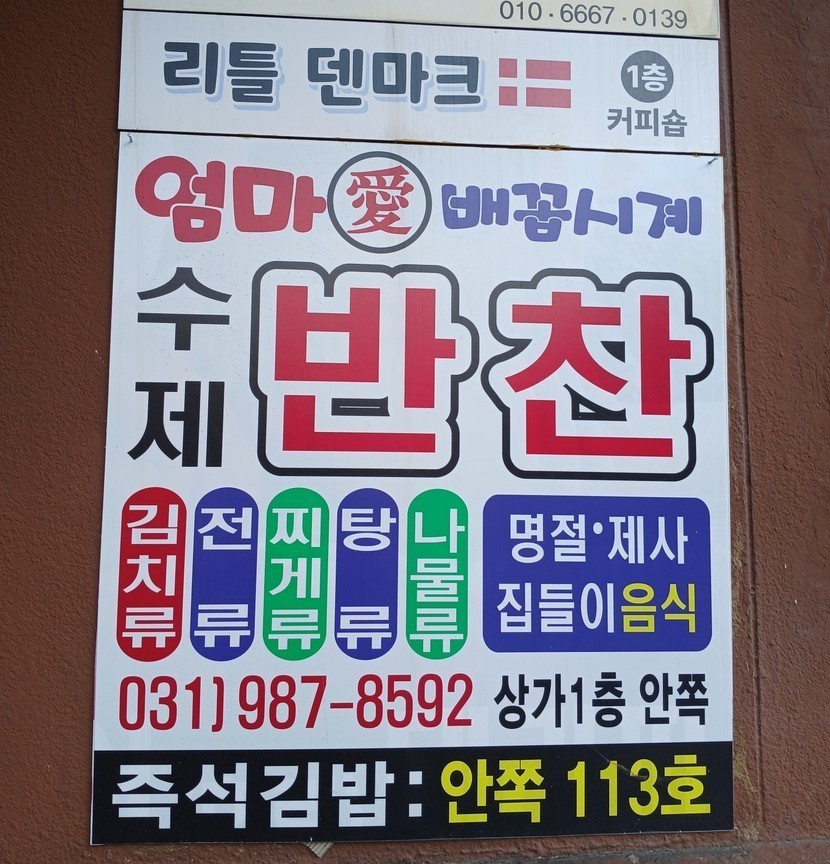 010·6667·0139
리틀 덴마크 1층
커피숍
엄마愛 배꼽시계
수제 반찬
김치류 전류 찌게류 탕류 나물류
명절·제사
집들이음식
031)987-8592 상가1층 안쪽
즉석김밥: 안쪽 113호